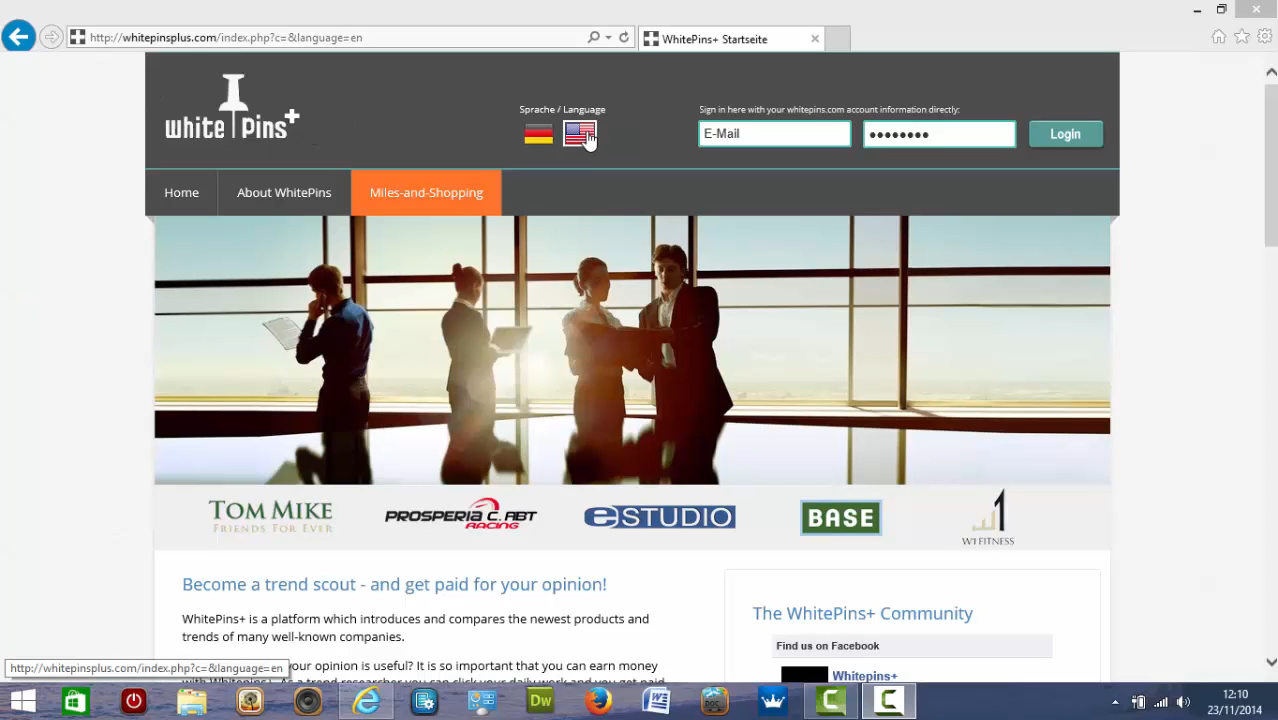 http://whitepinsplus.com/index.php?c=&language=en
WhitePins+ Startseite
white Pins+
Sprache / Language
Sign in here with your whitepins.com account information directly:
E-Mail
●●●●●●●●
Login
Home
About WhitePins
Miles-and-Shopping
TOM MIKE
FRIENDS FOR EVER
PROSPERIA C. ABT
RACING
eSTUDIO
BASE
1
W1 FITNESS
Become a trend scout - and get paid for your opinion!
WhitePins+ is a platform which introduces and compares the newest products and
trends of many well-known companies.
your opinion is useful? It is so important that you can earn money
The WhitePins+ Community
Find us on Facebook
Whitepins+
http://whitepinsplus.com/index.php?c=&language=en
Dw
12:10
23/11/2014